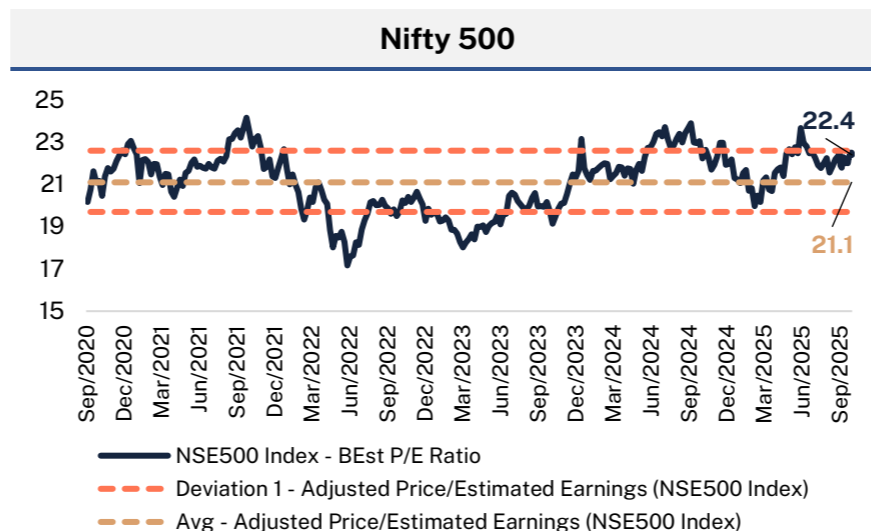 Nifty 500
25
23
21
19
17
15
22.4
21.1
Sep/2020
Dec/2020
Mar/2021
Jun/2021
Sep/2021
Dec/2021
Mar/2022
Jun/2022
Sep/2022
Dec/2022
Mar/2023
Jun/2023
Sep/2023
Dec/2023
Mar/2024
Jun/2024
Sep/2024
Dec/2024
Mar/2025
Jun/2025
Sep/2025
NSE500 Index - BEst P/E Ratio
Deviation 1 - Adjusted Price/Estimated Earnings (NSE500 Index)
Avg - Adjusted Price/Estimated Earnings (NSE500 Index)